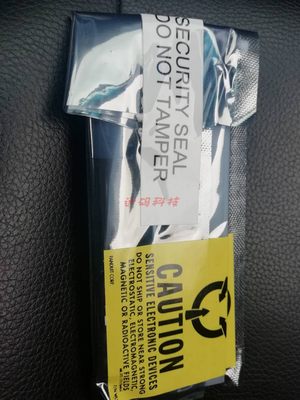 SECURITY SEAL
DO NOT TAMPER
CAUTION
SENSITIVE ELECTRONIC DEVICES
DO NOT SHIP OR STORE NEAR STRONG
ELECTROSTATIC, ELECTROMAGNETIC,
MAGNETIC OR RADIOACTIVE FIELDS